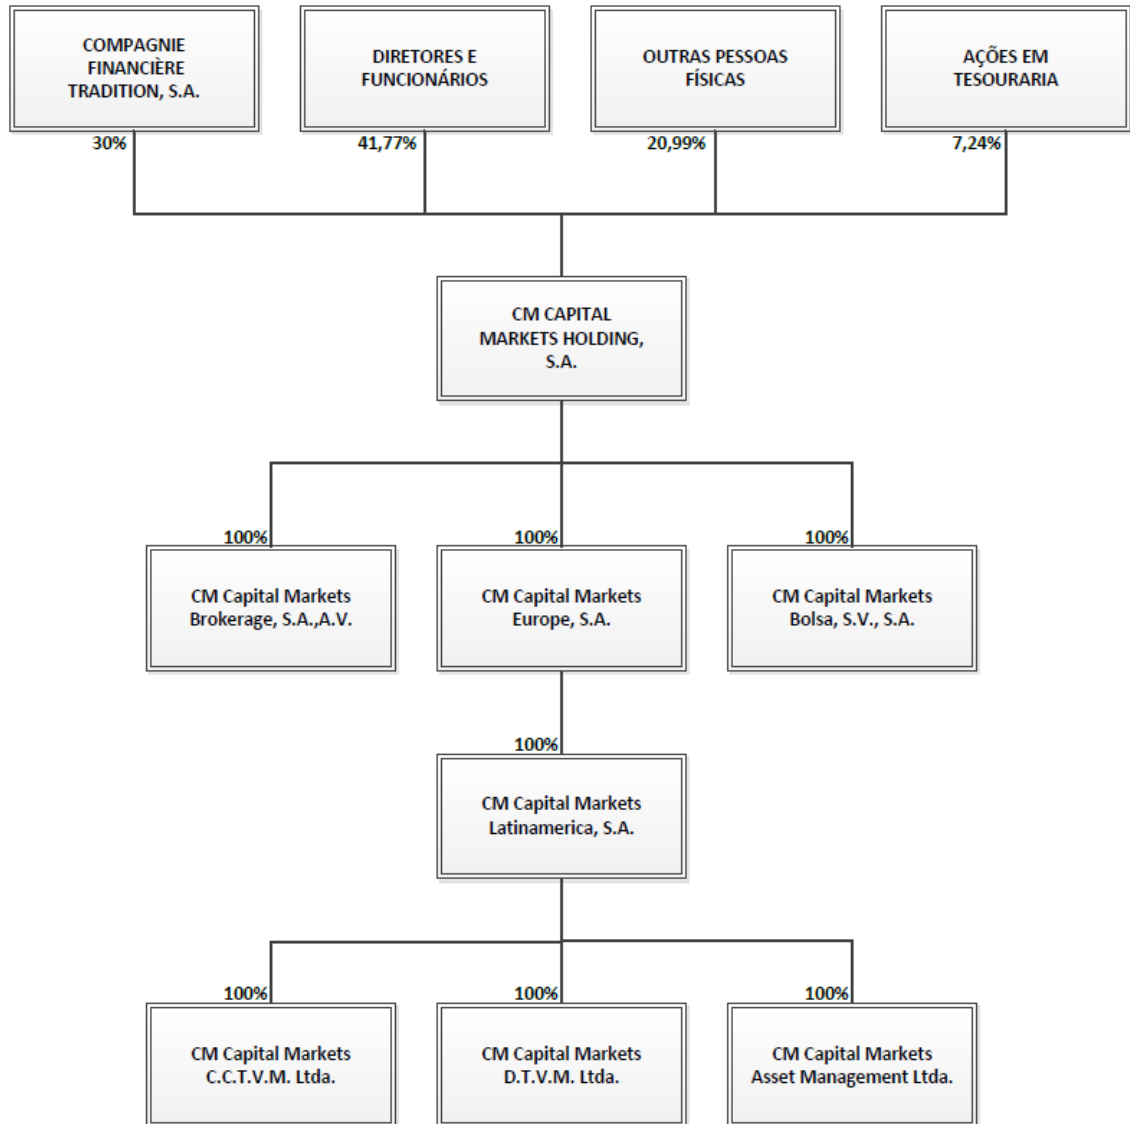 COMPAGNIE
FINANCIÈRE
TRADITION, S.A.
DIRETORES E
FUNCIONÁRIOS
OUTRAS PESSOAS
FÍSICAS
AÇÕES EM
TESOURARIA
30%
41,77%
20,99%
7,24%
CM CAPITAL
MARKETS HOLDING,
S.A.
100%
100%
100%
CM Capital Markets
Brokerage, S.A.,A.V.
CM Capital Markets
Europe, S.A.
CM Capital Markets
Bolsa, S.V., S.A.
100%
CM Capital Markets
Latinamerica, S.A.
100%
100%
100%
CM Capital Markets
C.C.T.V.M. Ltda.
CM Capital Markets
D.T.V.M. Ltda.
CM Capital Markets
Asset Management Ltda.